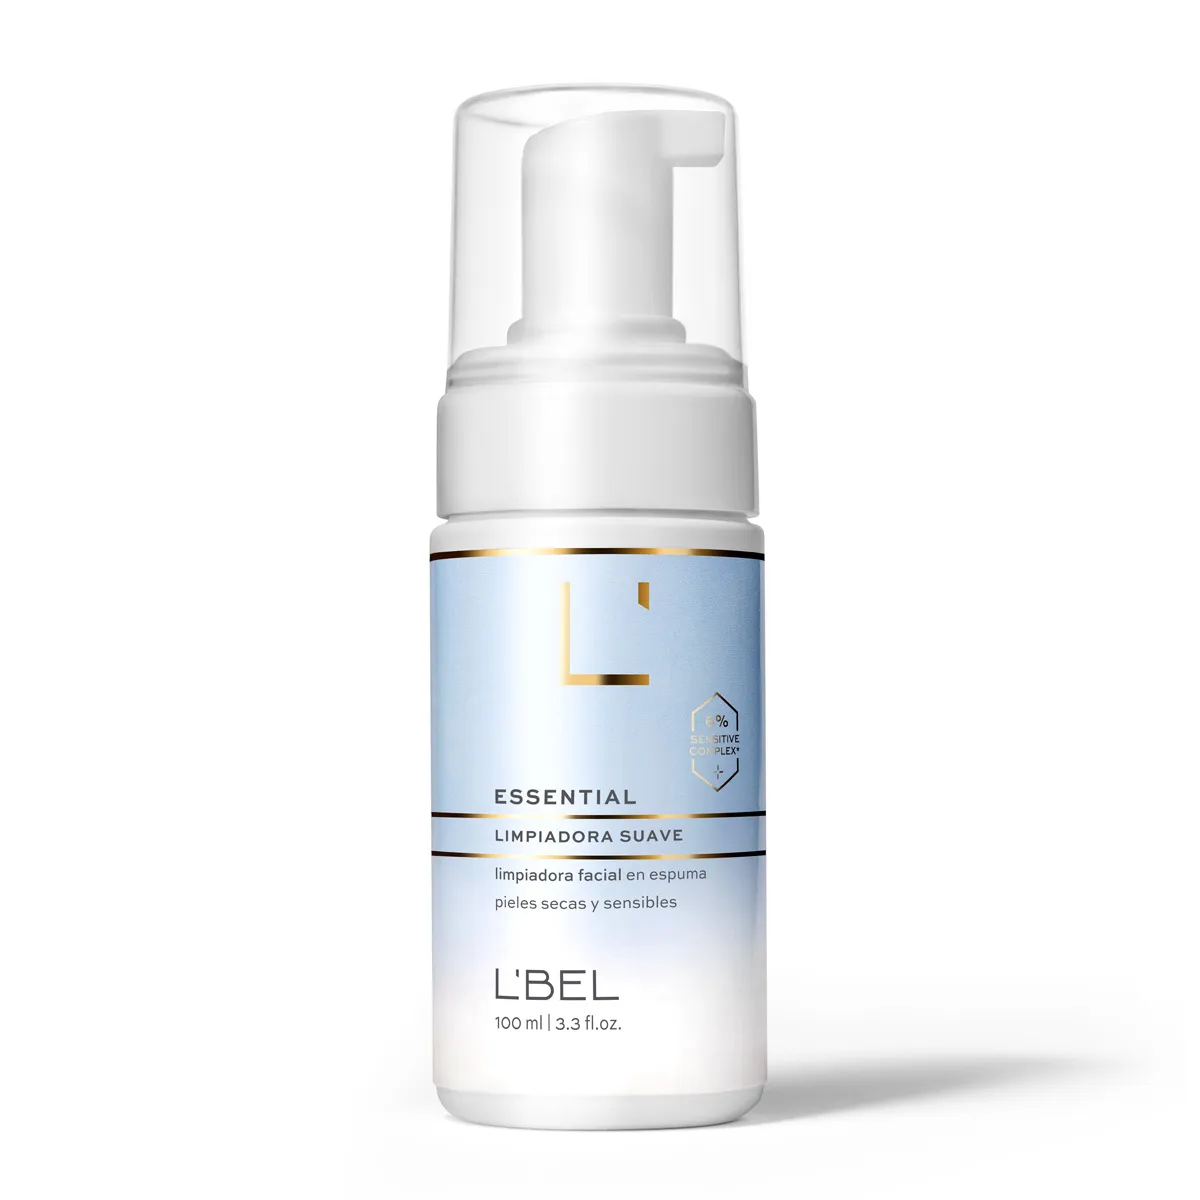 L'
6%
SENSITIVE
COMPLEX*
ESSENTIAL
LIMPIADORA SUAVE
limpiadora facial en espuma
pieles secas y sensibles
L'BEL
100 ml | 3.3 fl.oz.